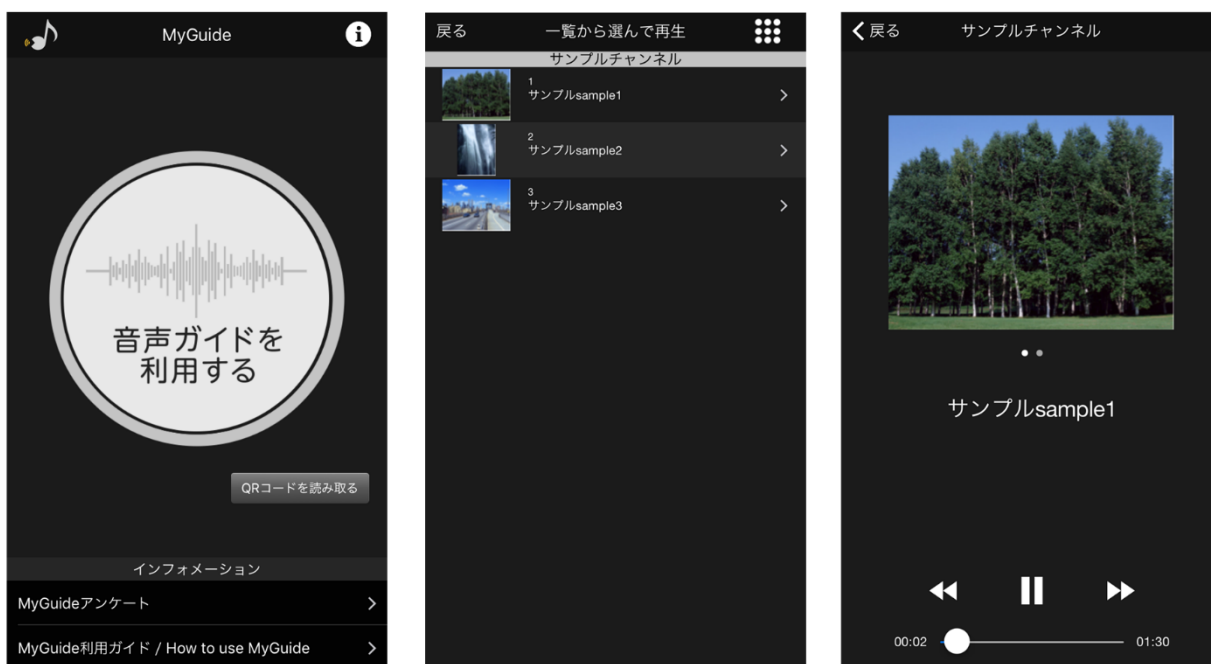 MyGuide
i
音声ガイドを
利用する
QRコードを読み取る
インフォメーション
MyGuideアンケート
MyGuide利用ガイド / How to use MyGuide
戻る 一覧から選んで再生
サンプルチャンネル
1
サンプルsample1
2
サンプルsample2
3
サンプルsample3
戻る サンプルチャンネル
サンプルsample1
00:02 01:30